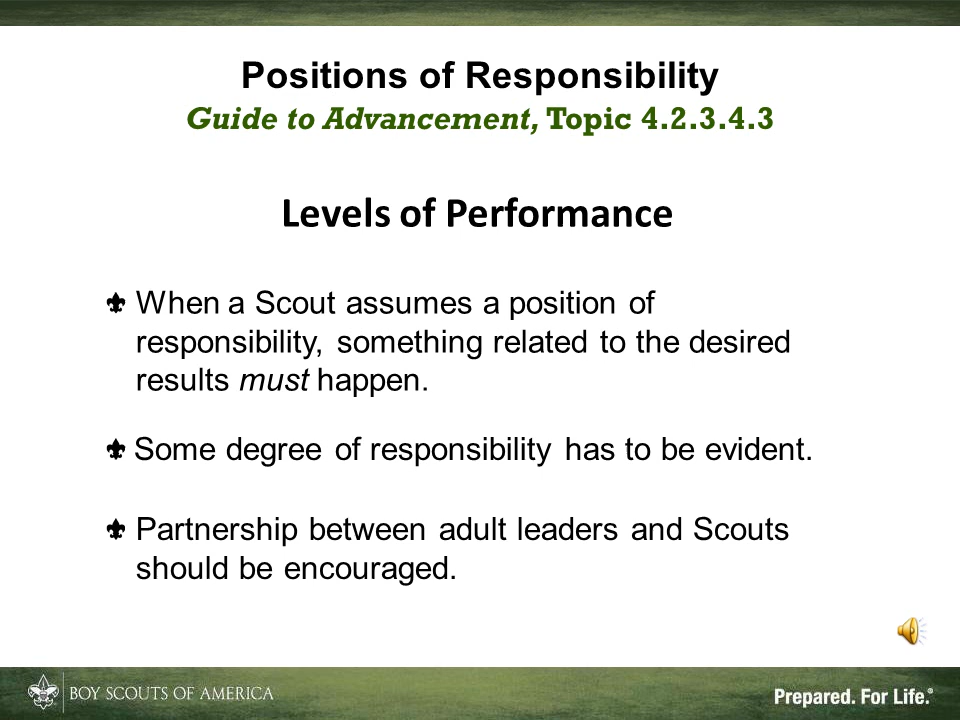 Positions of Responsibility
Guide to Advancement, Topic 4.2.3.4.3
Levels of Performance
When a Scout assumes a position of
responsibility, something related to the desired
results must happen.
Some degree of responsibility has to be evident.
Partnership between adult leaders and Scouts
should be encouraged.
BOY SCOUTS OF AMERICA
Prepared. For Life.®